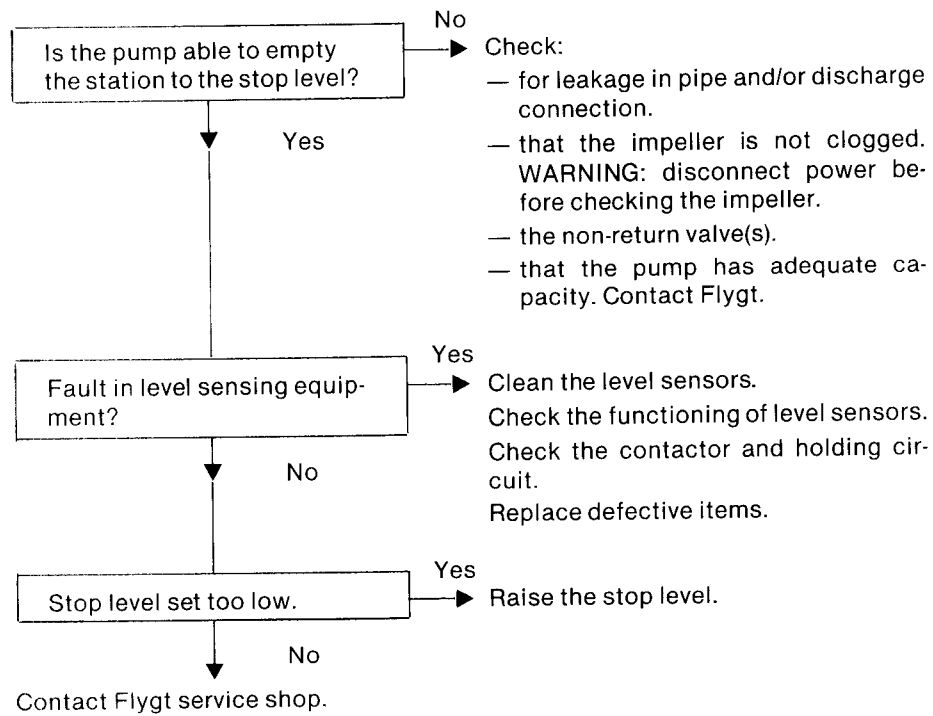 Is the pump able to empty
the station to the stop level?
No
Check:
— for leakage in pipe and/or discharge
connection.
— that the impeller is not clogged.
WARNING: disconnect power be-
fore checking the impeller.
— the non-return valve(s).
— that the pump has adequate ca-
pacity. Contact Flygt.
Yes
Fault in level sensing equip-
ment?
Yes
Clean the level sensors.
Check the functioning of level sensors.
Check the contactor and holding cir-
cuit.
Replace defective items.
No
Stop level set too low.
Yes
Raise the stop level.
No
Contact Flygt service shop.